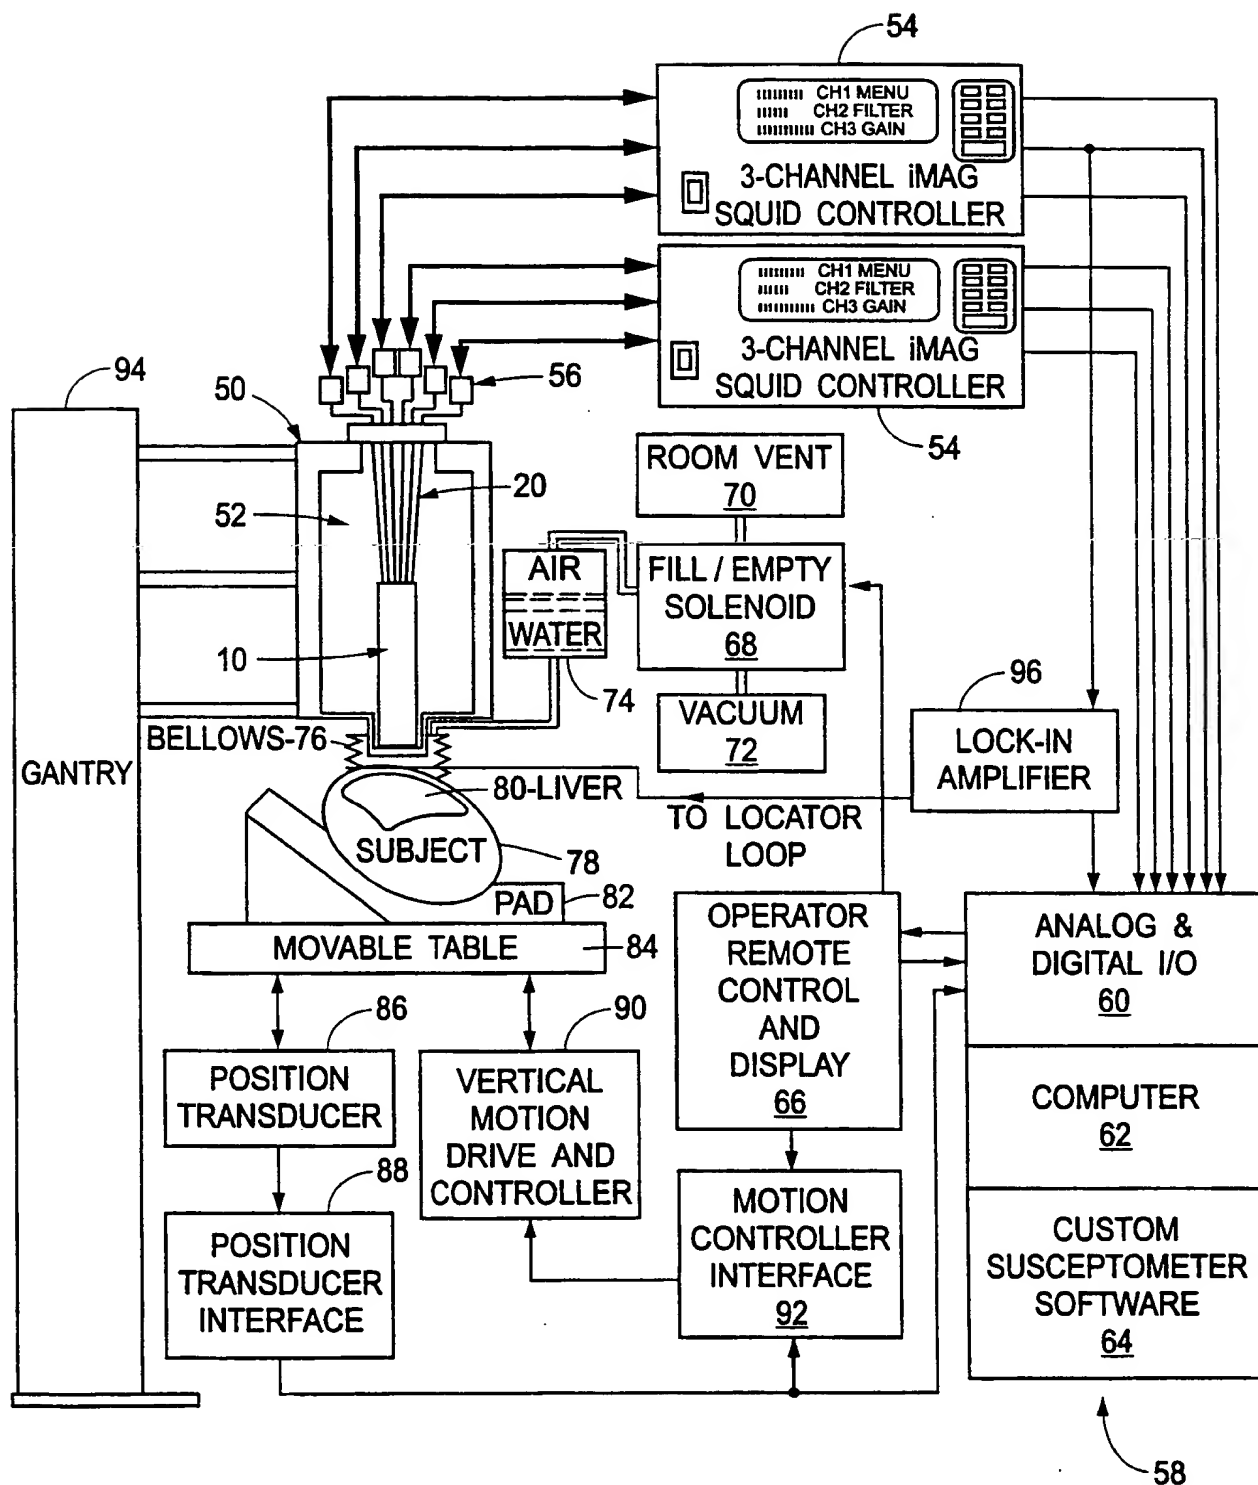 54
CH1 MENU
CH2 FILTER
CH3 GAIN
3-CHANNEL iMAG
SQUID CONTROLLER
CH1 MENU
CH2 FILTER
CH3 GAIN
3-CHANNEL iMAG
SQUID CONTROLLER
54
94
50
56
20
52
10
ROOM VENT
70
AIR
WATER
74
FILL / EMPTY
SOLENOID
68
VACUUM
72
96
LOCK-IN
AMPLIFIER
GANTRY
BELLOWS-76
80-LIVER
SUBJECT
78
TO LOCATOR
LOOP
PAD
82
MOVABLE TABLE
84
OPERATOR
REMOTE
CONTROL
AND
DISPLAY
66
ANALOG &
DIGITAL I/O
60
COMPUTER
62
CUSTOM
SUSCEPTOMETER
SOFTWARE
64
86
POSITION
TRANSDUCER
90
VERTICAL
MOTION
DRIVE AND
CONTROLLER
88
POSITION
TRANSDUCER
INTERFACE
MOTION
CONTROLLER
INTERFACE
92
58